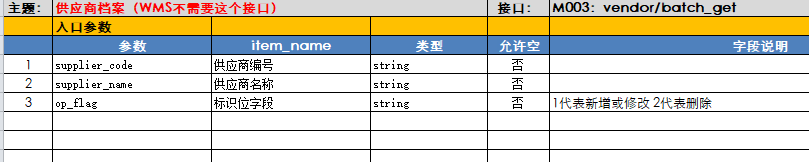 主题： 供应商档案（WMS不需要这个接口） 接口： M003：vendor/batch_get
入口参数
参数 item_name 类型 允许空 字段说明
1 supplier_code 供应商编号 string 否
2 supplier_name 供应商名称 string 否
3 op_flag 标识位字段 string 否 1代表新增或修改 2代表删除